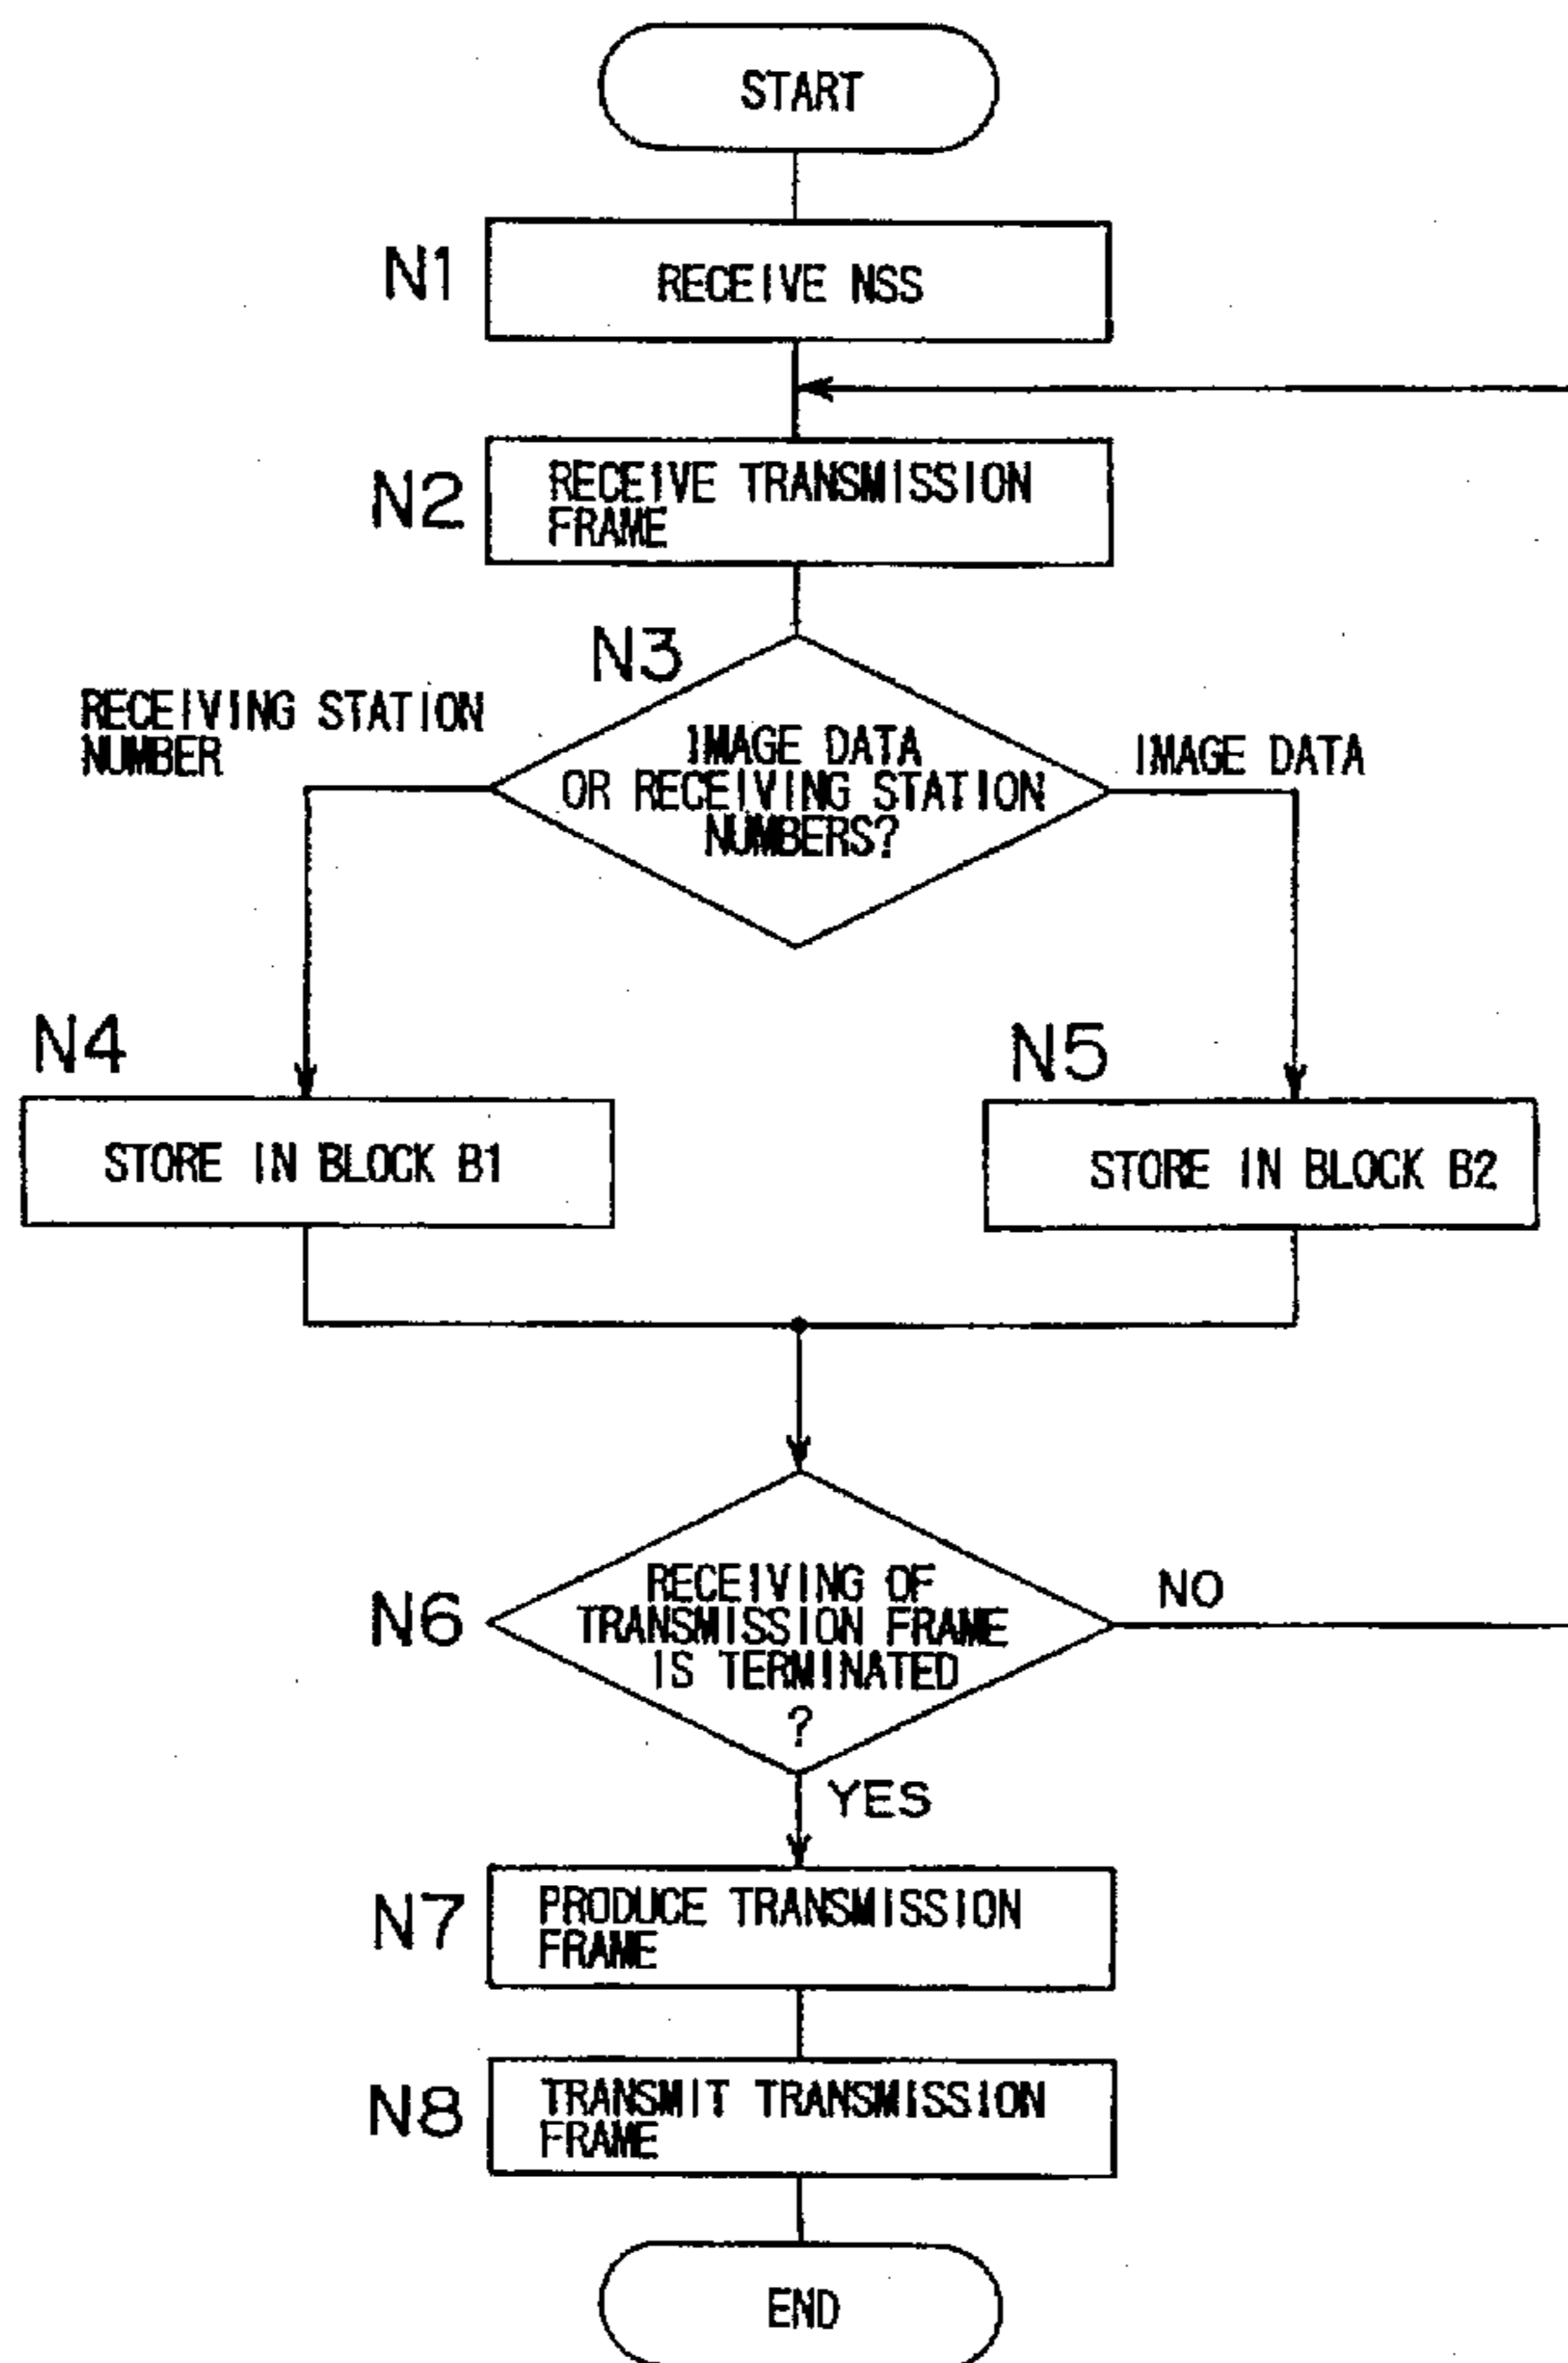 START
N1
RECEIVE NSS
N2
RECEIVE TRANSMISSION
FRAME
N3
RECEIVING STATION
NUMBER
IMAGE DATA
OR RECEIVING STATION
NUMBERS?
IMAGE DATA
N4
STORE IN BLOCK B1
N5
STORE IN BLOCK B2
N6
RECEIVING OF
TRANSMISSION FRAME
IS TERMINATED
?
NO
YES
N7
PRODUCE TRANSMISSION
FRAME
N8
TRANSMIT TRANSMISSION
FRAME
END